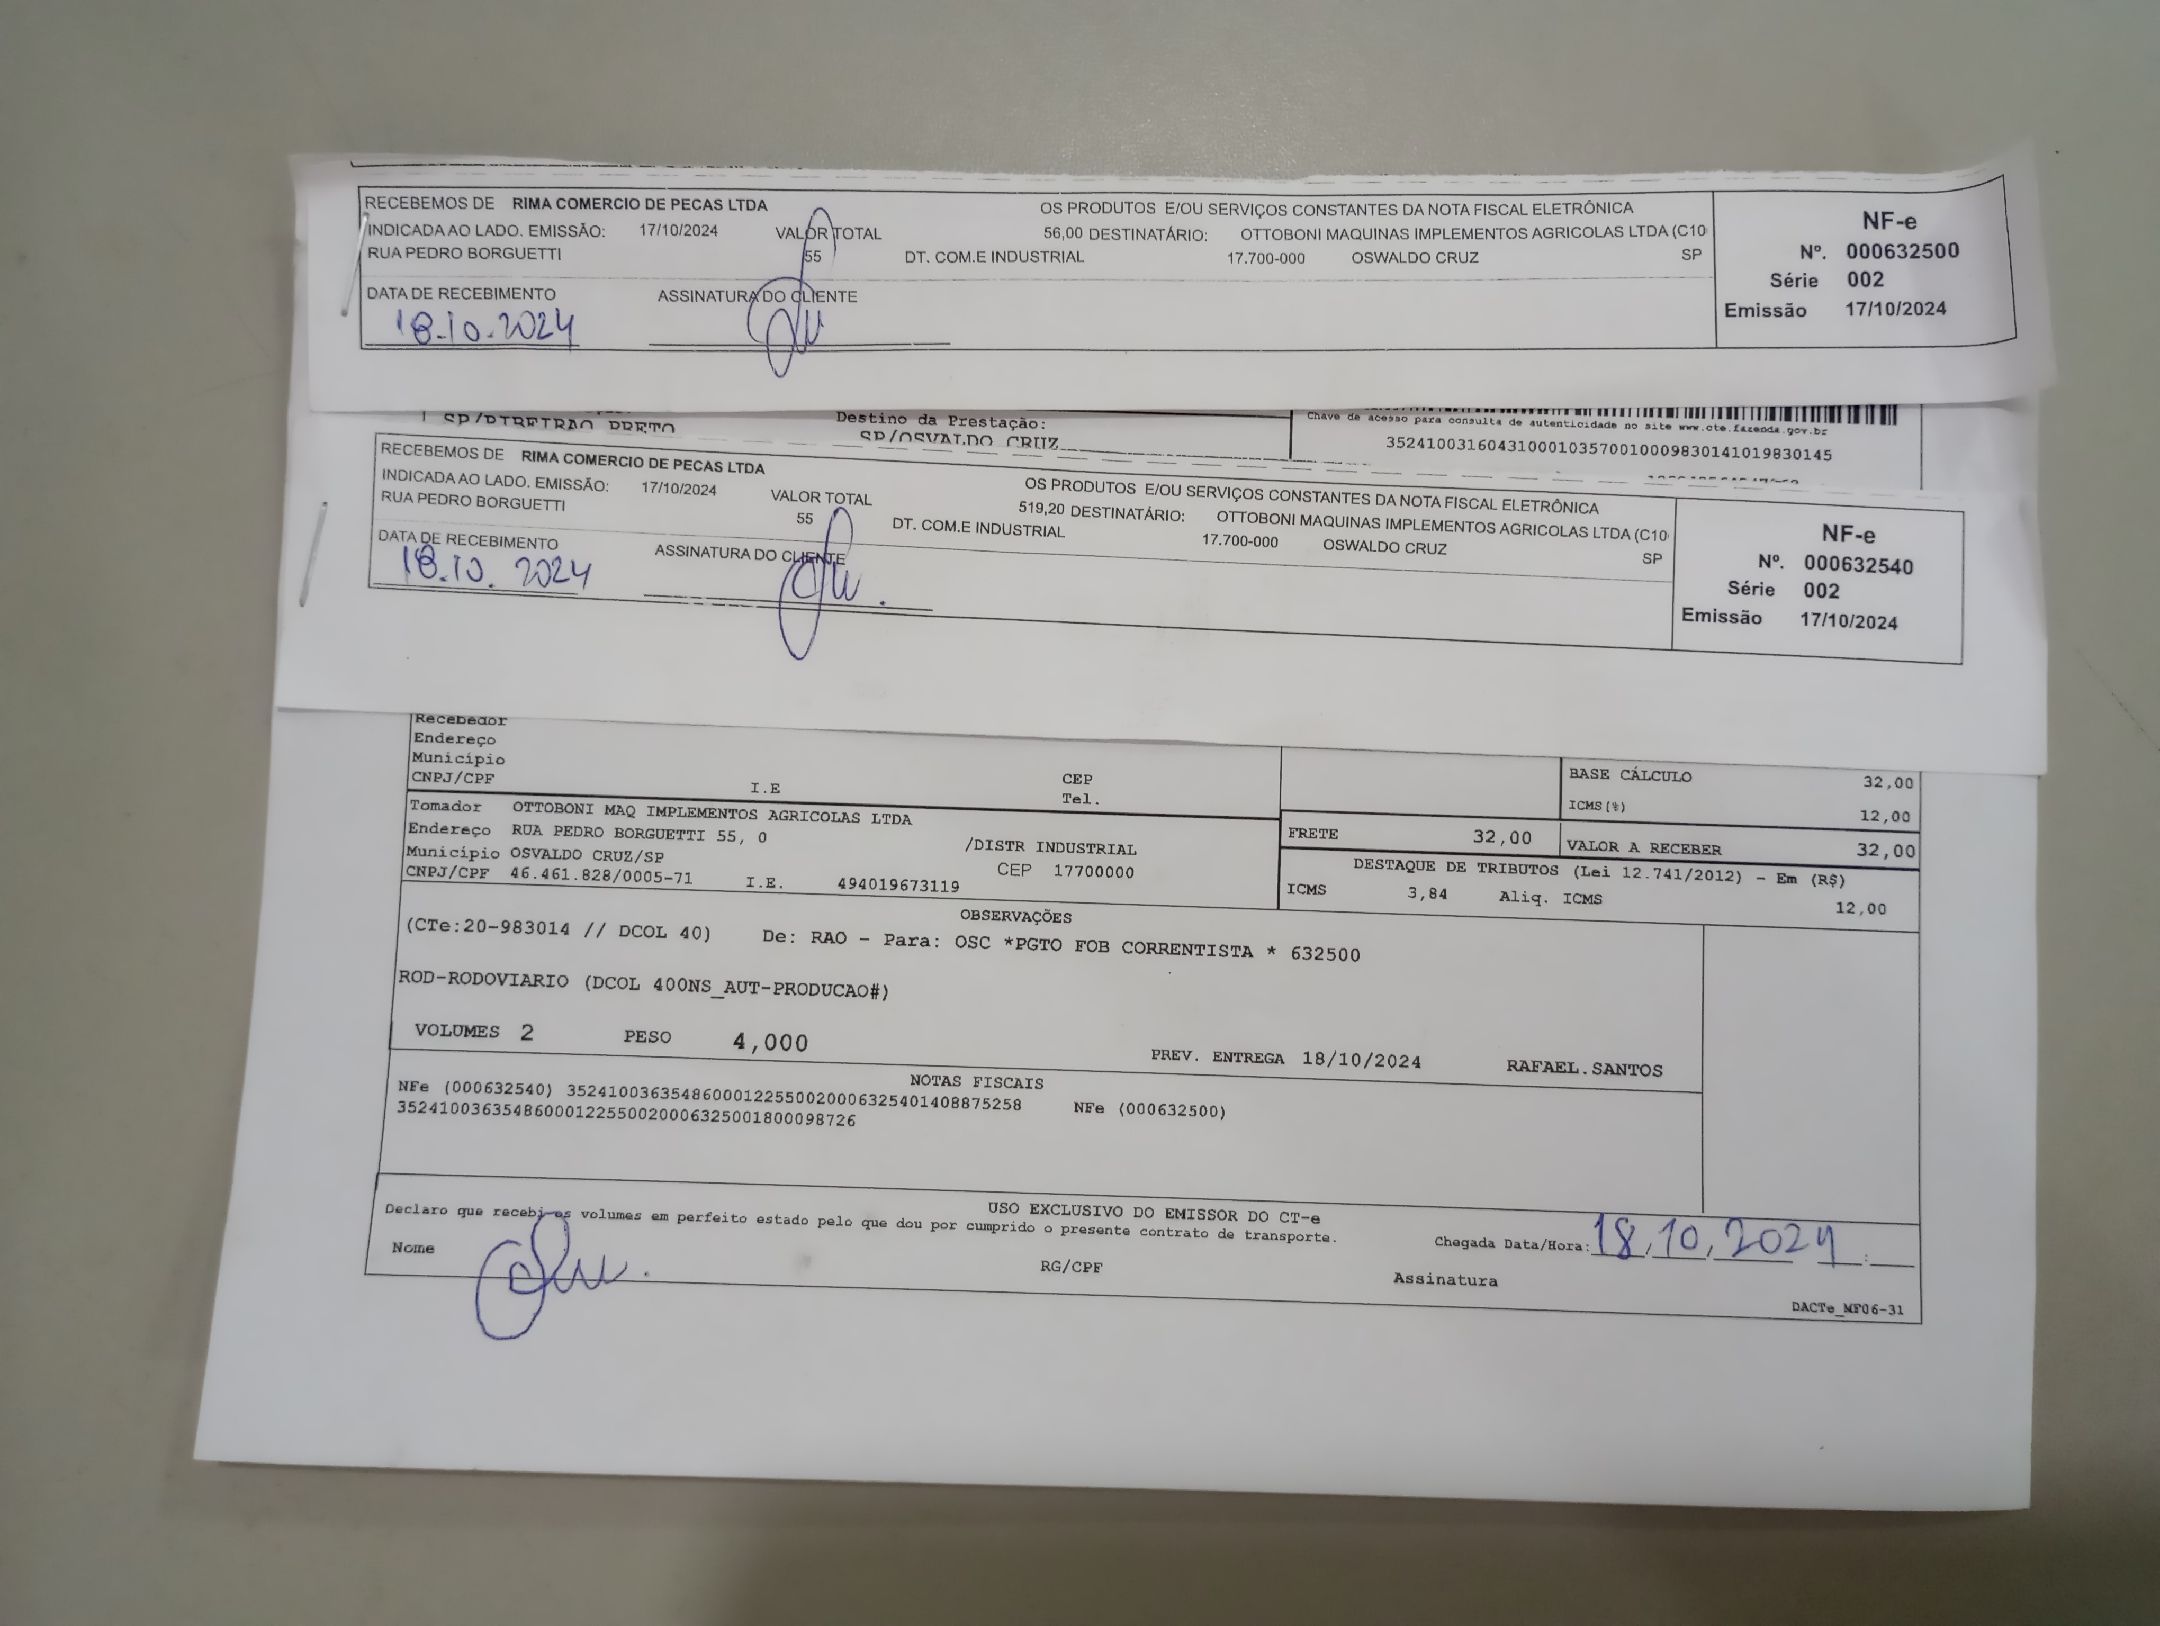 RECEBEMOS DE RIMA COMERCIO DE PECAS LTDA OS PRODUTOS E/OU SERVIÇOS CONSTANTES DA NOTA FISCAL ELETRÔNICA
INDICADA AO LADO. EMISSÃO: 17/10/2024 VALOR TOTAL 56,00 DESTINATÁRIO: OTTOBONI MAQUINAS IMPLEMENTOS AGRICOLAS LTDA (C10
RUA PEDRO BORGUETTI 55 DT. COM.E INDUSTRIAL 17.700-000 OSWALDO CRUZ SP
DATA DE RECEBIMENTO ASSINATURA DO CLIENTE
18.10.2024
NF-e
Nº. 000632500
Série 002
Emissão 17/10/2024
SP/RIBEIRAO PRETO
Destino da Prestação:
SP/OSVALDO CRUZ
Chave de acesso para consulta de autenticidade no site www.cte.fazenda.gov.br
35241003160431000103570010009830141019830145
RECEBEMOS DE RIMA COMERCIO DE PECAS LTDA OS PRODUTOS E/OU SERVIÇOS CONSTANTES DA NOTA FISCAL ELETRÔNICA
INDICADA AO LADO. EMISSÃO: 17/10/2024 VALOR TOTAL 519,20 DESTINATÁRIO: OTTOBONI MAQUINAS IMPLEMENTOS AGRICOLAS LTDA (C10
RUA PEDRO BORGUETTI 55 DT. COM.E INDUSTRIAL 17.700-000 OSWALDO CRUZ SP
DATA DE RECEBIMENTO ASSINATURA DO CLIENTE
18.10.2024
NF-e
Nº. 000632540
Série 002
Emissão 17/10/2024
Recebedor
Endereço
Município CEP
CNPJ/CPF I.E Tel.
BASE CÁLCULO 32,00
ICMS(%) 12,00
Tomador OTTOBONI MAQ IMPLEMENTOS AGRICOLAS LTDA
Endereço RUA PEDRO BORGUETTI 55, 0 /DISTR INDUSTRIAL
Município OSVALDO CRUZ/SP CEP 17700000
CNPJ/CPF 46.461.828/0005-71 I.E. 494019673119
FRETE 32,00 VALOR A RECEBER 32,00
DESTAQUE DE TRIBUTOS (Lei 12.741/2012) - Em (R$)
ICMS 3,84 Aliq. ICMS 12,00
OBSERVAÇÕES
(CTe:20-983014 // DCOL 40) De: RAO - Para: OSC *PGTO FOB CORRENTISTA * 632500
ROD-RODOVIARIO (DCOL 400NS_AUT-PRODUCAO#)
VOLUMES 2 PESO 4,000 PREV. ENTREGA 18/10/2024 RAFAEL.SANTOS
NOTAS FISCAIS
NFe (000632540) 35241003635486000122550020006325401408875258 NFe (000632500)
35241003635486000122550020006325001800098726
USO EXCLUSIVO DO EMISSOR DO CT-e
Declaro que recebi os volumes em perfeito estado pelo que dou por cumprido o presente contrato de transporte.
Chegada Data/Hora: 18,10,2024
Nome RG/CPF Assinatura
DACTe_MF06-31